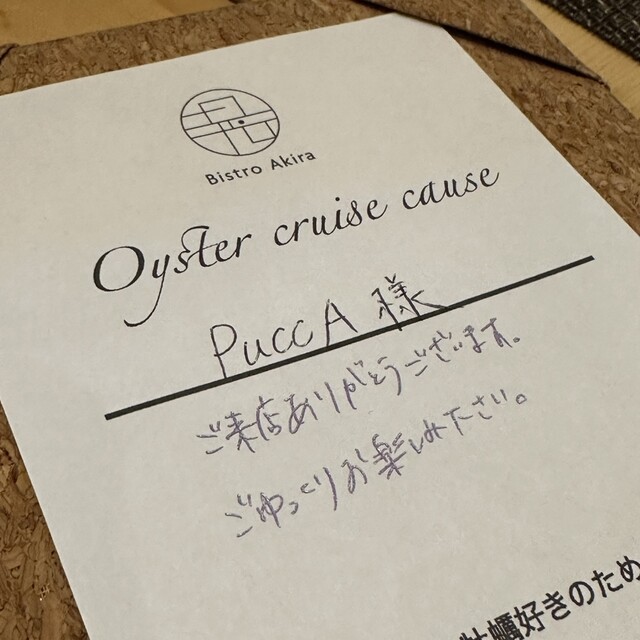 Bistro Akira
Oyster cruise cause
PuccA 様
ご来店ありがとうございます。
ごゆっくりお楽しみ下さい。
牡蠣好きのため